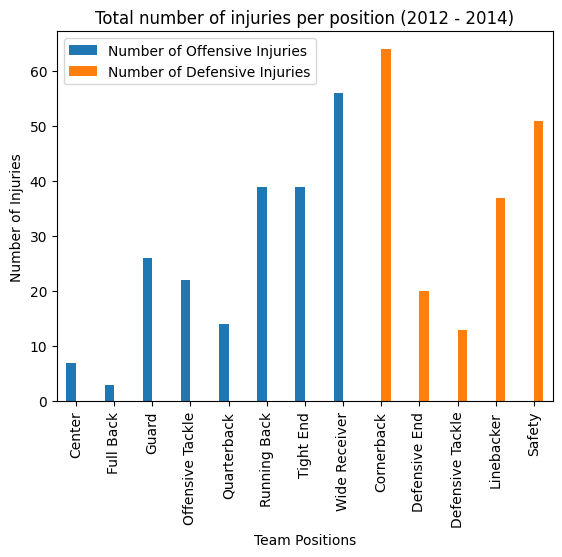 Total number of injuries per position (2012 - 2014)
Number of Offensive Injuries
Number of Defensive Injuries
Number of Injuries
60
50
40
30
20
10
0
Center
Full Back
Guard
Offensive Tackle
Quarterback
Running Back
Tight End
Wide Receiver
Cornerback
Defensive End
Defensive Tackle
Linebacker
Safety
Team Positions